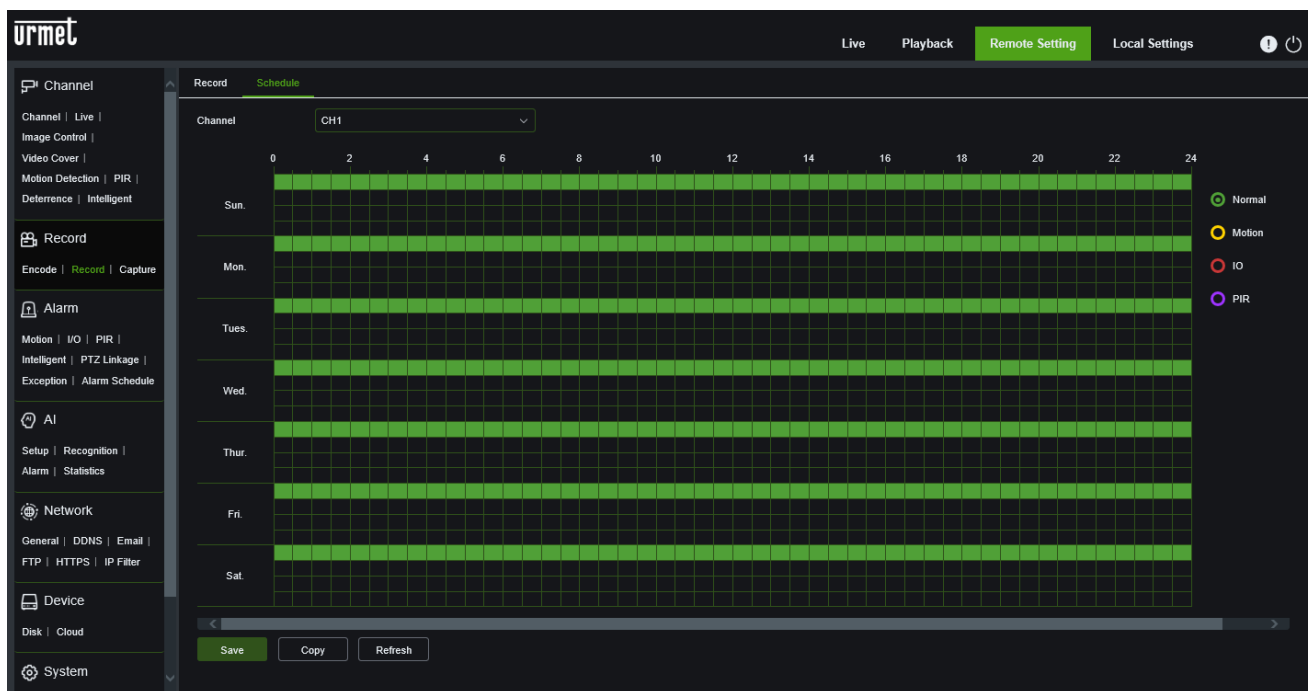 urmet
Live Playback Remote Setting Local Settings
Channel
Channel | Live |
Image Control |
Video Cover |
Motion Detection | PIR |
Deterrence | Intelligent
Record
Encode | Record | Capture
Alarm
Motion | I/O | PIR |
Intelligent | PTZ Linkage |
Exception | Alarm Schedule
AI
Setup | Recognition |
Alarm | Statistics
Network
General | DDNS | Email |
FTP | HTTPS | IP Filter
Device
Disk | Cloud
System
Record Schedule
Channel CH1
0 2 4 6 8 10 12 14 16 18 20 22 24
Sun.
Mon.
Tues.
Wed.
Thur.
Fri.
Sat.
Normal
Motion
IO
PIR
Save Copy Refresh